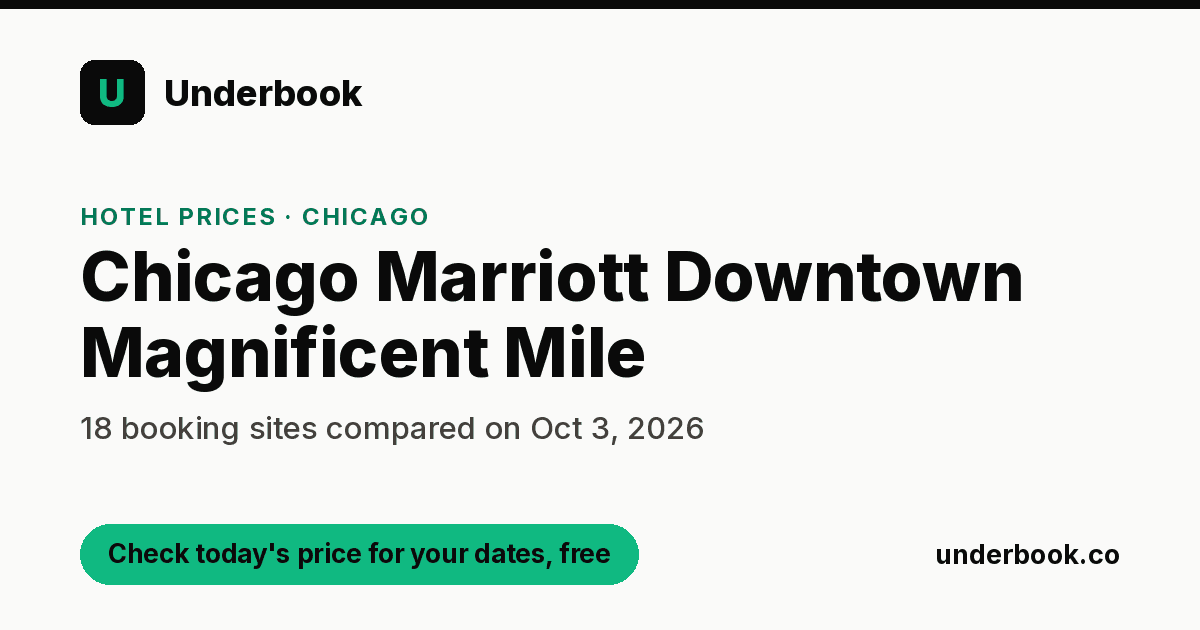 U Underbook
HOTEL PRICES · CHICAGO
Chicago Marriott Downtown
Magnificent Mile
18 booking sites compared on Oct 3, 2026
Check today's price for your dates, free
underbook.co